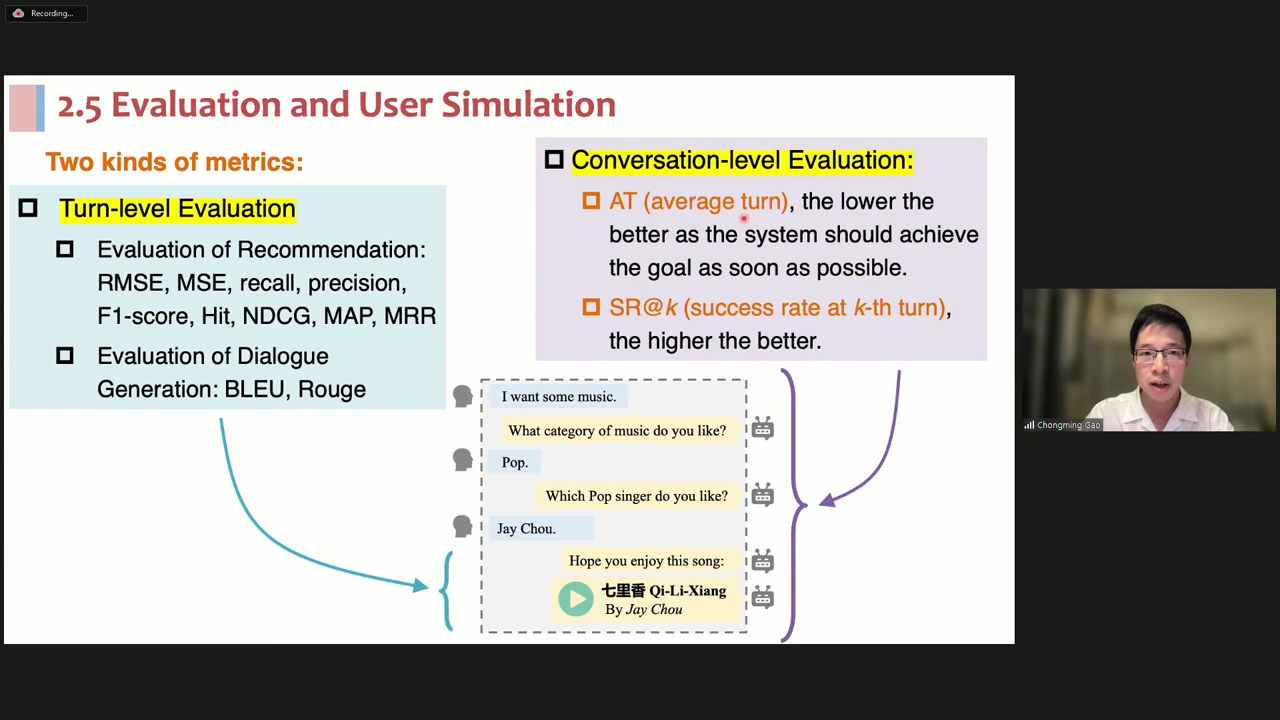 Recording...
2.5 Evaluation and User Simulation
Two kinds of metrics:
Turn-level Evaluation
Evaluation of Recommendation:
RMSE, MSE, recall, precision,
F1-score, Hit, NDCG, MAP, MRR
Evaluation of Dialogue
Generation: BLEU, Rouge
Conversation-level Evaluation:
AT (average turn), the lower the
better as the system should achieve
the goal as soon as possible.
SR@k (success rate at k-th turn),
the higher the better.
I want some music.
What category of music do you like?
Pop.
Which Pop singer do you like?
Jay Chou.
Hope you enjoy this song:
七里香 Qi-Li-Xiang
By Jay Chou
Chongming Gao